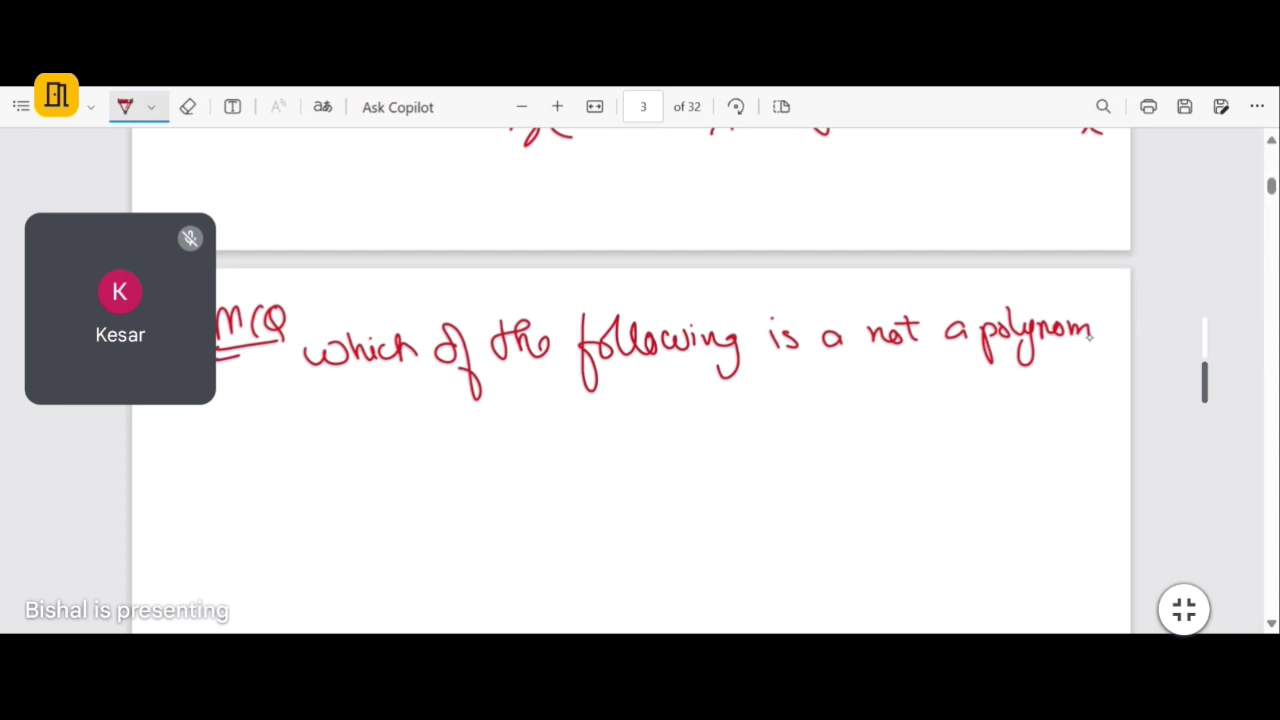 Ask Copilot
3 of 32
K
Kesar
MCQ which of the following is a not a polynom
Bishal is presenting